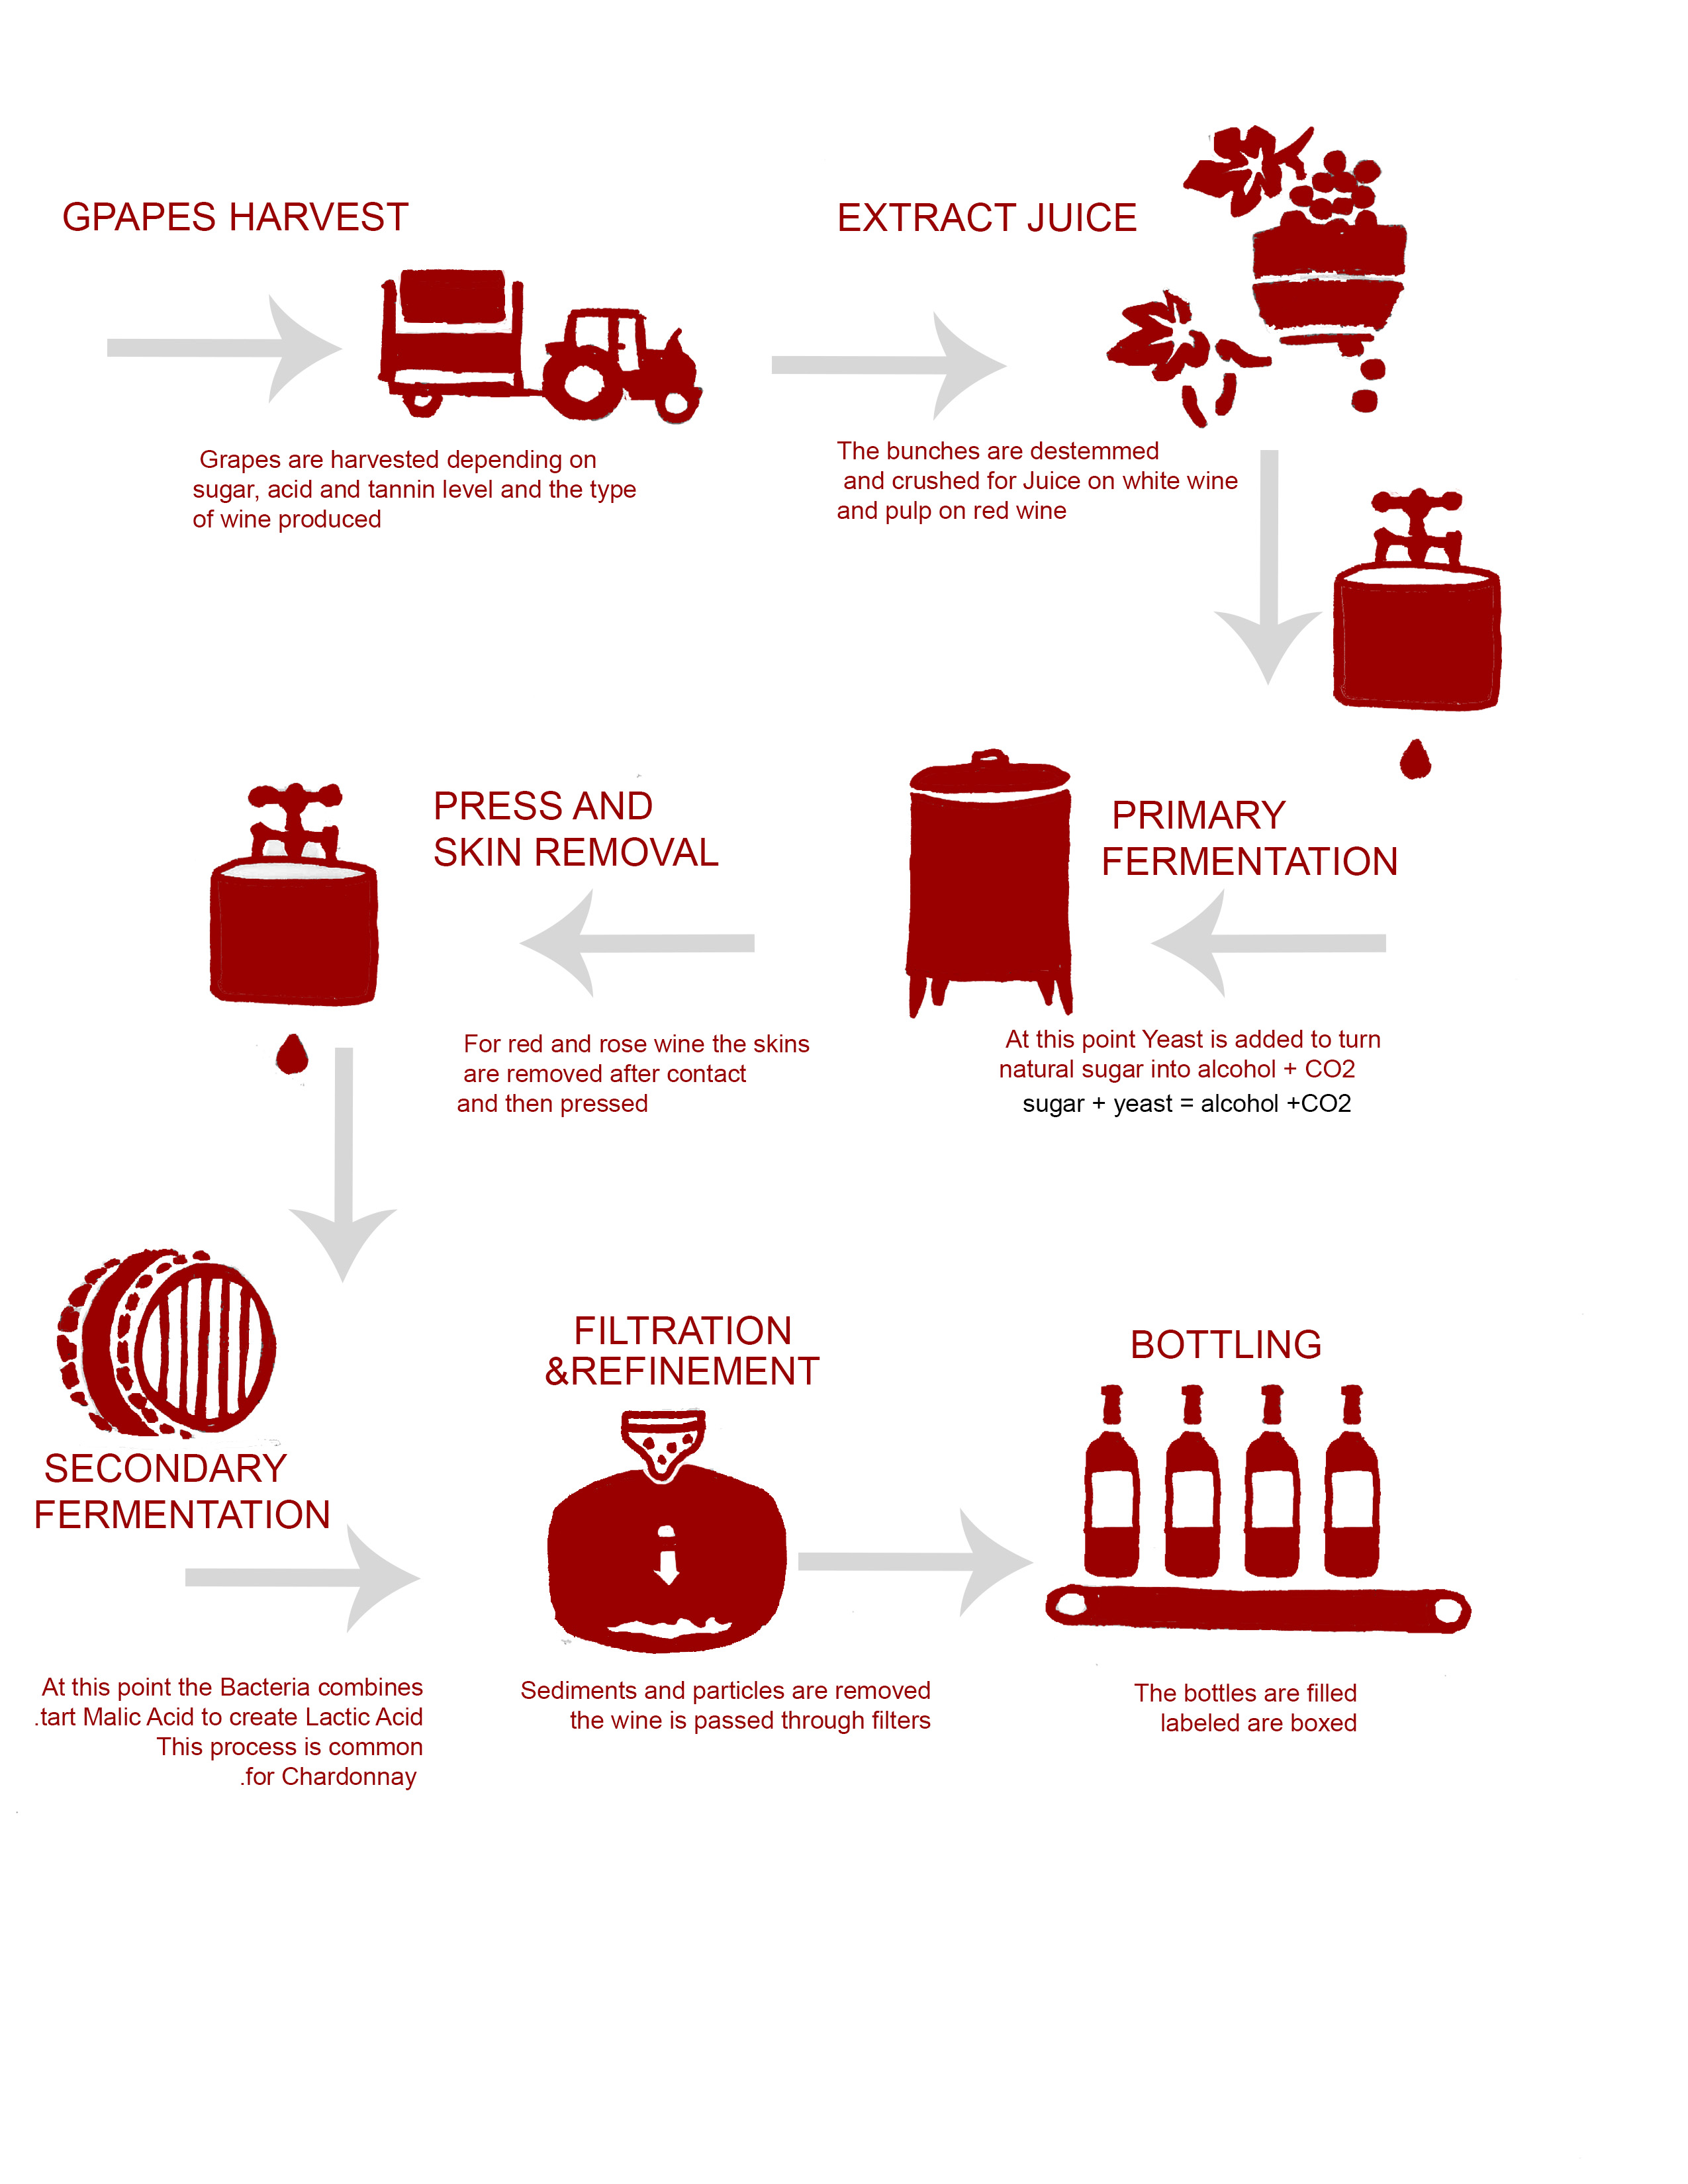 GPAPES HARVEST
Grapes are harvested depending on
sugar, acid and tannin level and the type
of wine produced
EXTRACT JUICE
The bunches are destemmed
and crushed for Juice on white wine
and pulp on red wine
PRIMARY
FERMENTATION
At this point Yeast is added to turn
natural sugar into alcohol + CO2
sugar + yeast = alcohol +CO2
PRESS AND
SKIN REMOVAL
For red and rose wine the skins
are removed after contact
and then pressed
SECONDARY
FERMENTATION
At this point the Bacteria combines
.tart Malic Acid to create Lactic Acid
This process is common
.for Chardonnay
FILTRATION
&REFINEMENT
Sediments and particles are removed
the wine is passed through filters
BOTTLING
The bottles are filled
labeled are boxed